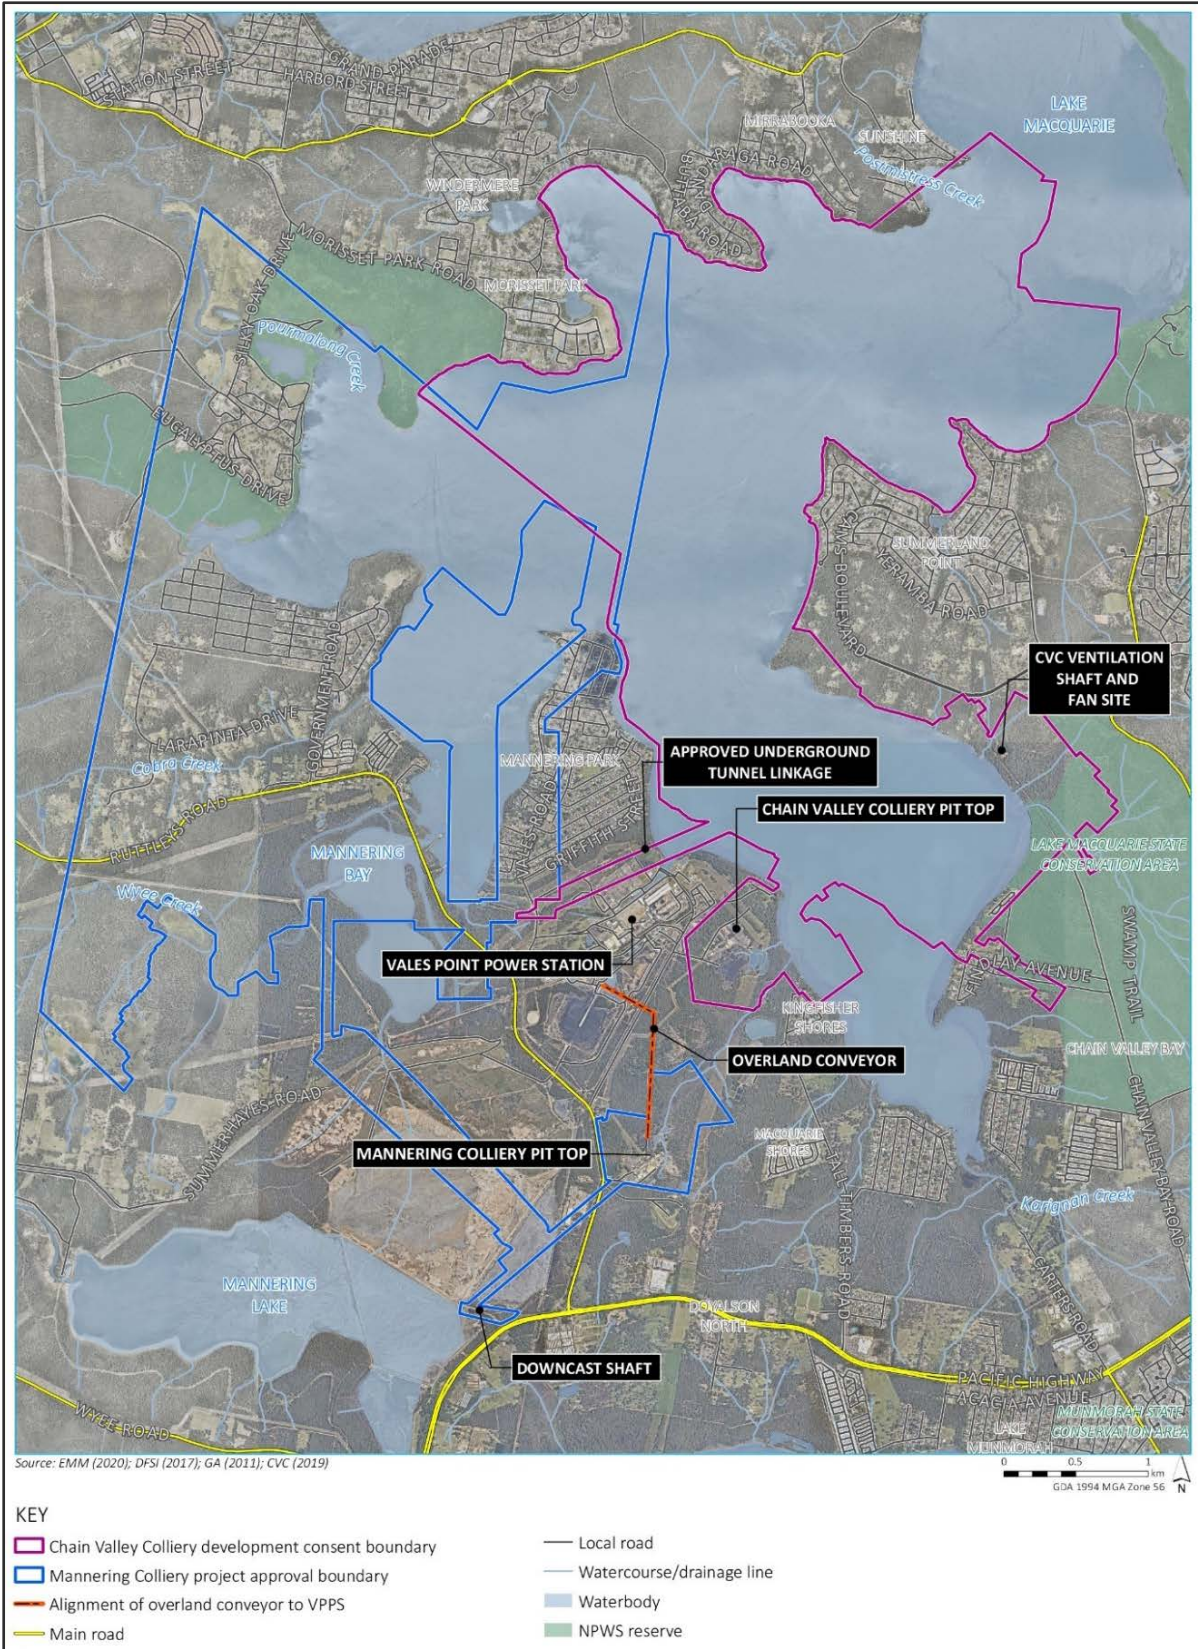 STATION STREET
GRAND PARADE
HARBORD STREET
LAKE
MACQUARIE
MIRRABOOKA
SUNSHINE
BUTTABA ROAD
Postmistress Creek
WINDERMERE
PARK
MORISSET PARK ROAD
MORISSET PARK
SILKY OAK DRIVE
Pourmalong Creek
EUCALYPTUS DRIVE
CAMS BOULEVARD
SUMMERLAND
POINT
YERAMBA ROAD
GOVERNMENT ROAD
CVC VENTILATION
SHAFT AND
FAN SITE
LARAPINTA DRIVE
Cobra Creek
MANNERING PARK
APPROVED UNDERGROUND
TUNNEL LINKAGE
CHAIN VALLEY COLLIERY PIT TOP
RUTTLEYS ROAD
VALES ROAD
GRIFFITH STREET
MANNERING
BAY
LAKE MACQUARIE STATE
CONSERVATION AREA
Wyee Creek
SWAMP TRAIL
VALES POINT POWER STATION
FINDLAY AVENUE
KINGFISHER
SHORES
CHAIN VALLEY BAY
OVERLAND CONVEYOR
SUMMERHAYES ROAD
MACQUARIE
SHORES
MANNERING COLLIERY PIT TOP
CHAIN VALLEY BAY ROAD
TALL TIMBERS ROAD
Karignan Creek
CARTERS ROAD
MANNERING
LAKE
DOYALSON
NORTH
DOWNCAST SHAFT
PACIFIC HIGHWAY
ACACIA AVENUE
MUNMORAH STATE
CONSERVATION AREA
WYEE ROAD
LAKE
MUNMORAH
Source: EMM (2020); DFSI (2017); GA (2011); CVC (2019)
0 0.5 1
km
GDA 1994 MGA Zone 56
N
KEY
Chain Valley Colliery development consent boundary
Mannering Colliery project approval boundary
Alignment of overland conveyor to VPPS
Main road
Local road
Watercourse/drainage line
Waterbody
NPWS reserve